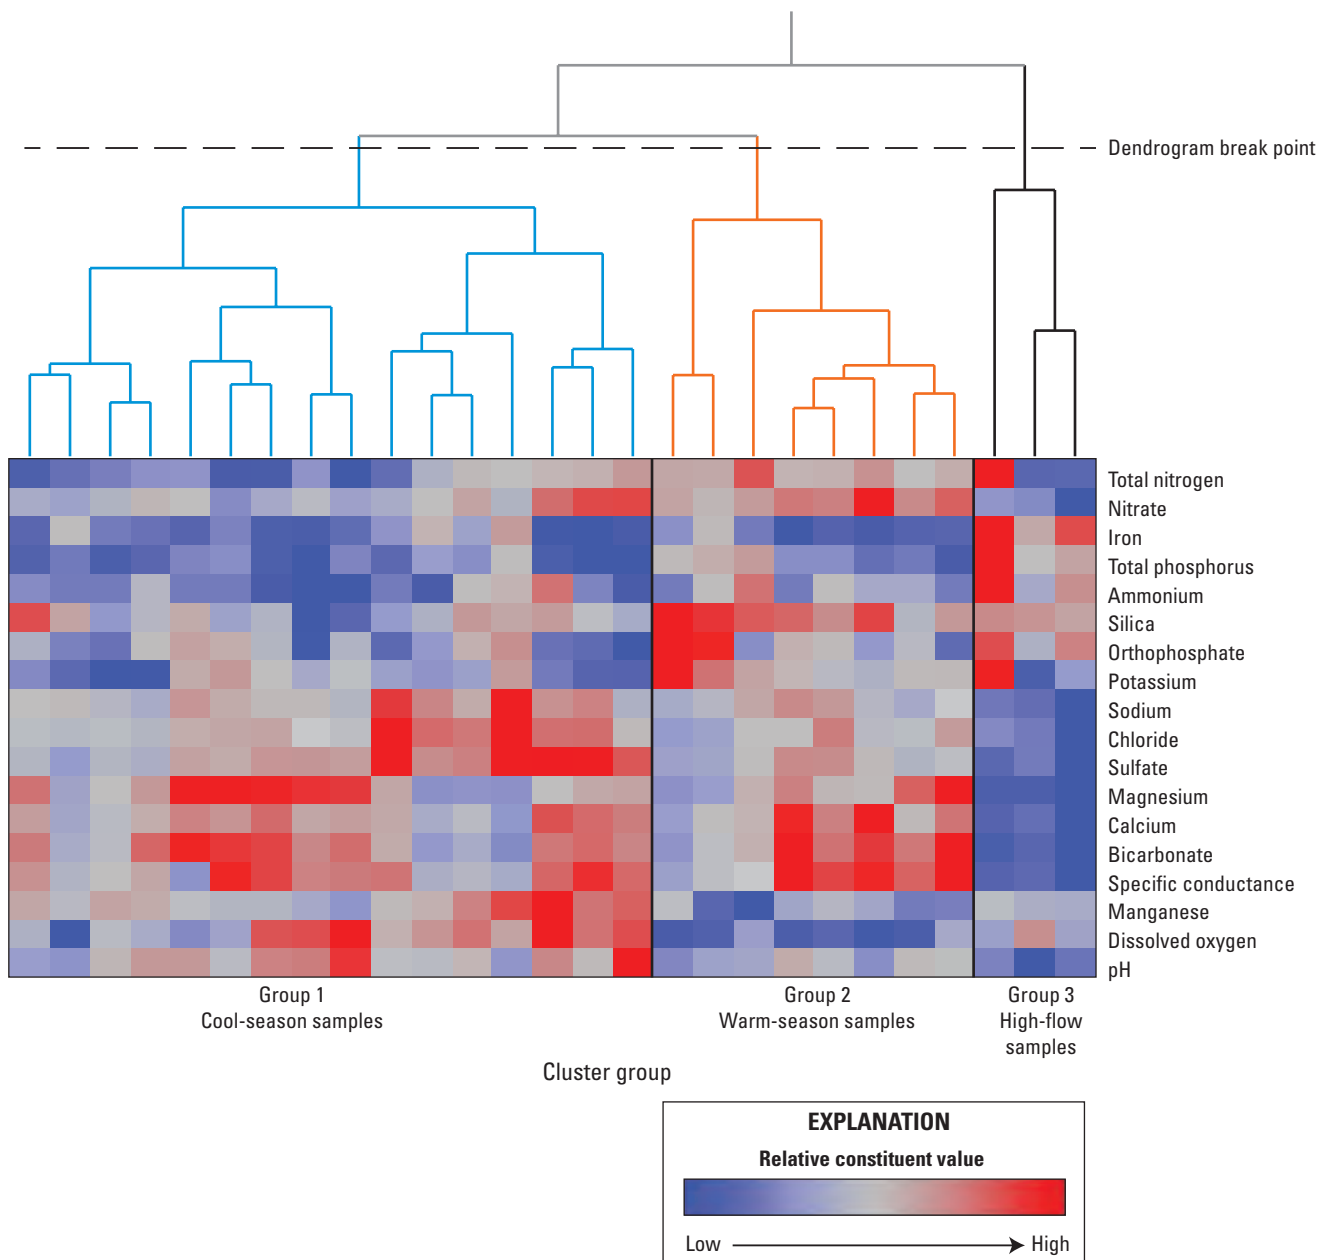 Dendrogram break point
Total nitrogen
Nitrate
Iron
Total phosphorus
Ammonium
Silica
Orthophosphate
Potassium
Sodium
Chloride
Sulfate
Magnesium
Calcium
Bicarbonate
Specific conductance
Manganese
Dissolved oxygen
pH
Group 1
Cool-season samples
Group 2
Warm-season samples
Group 3
High-flow
samples
Cluster group
EXPLANATION
Relative constituent value
Low High